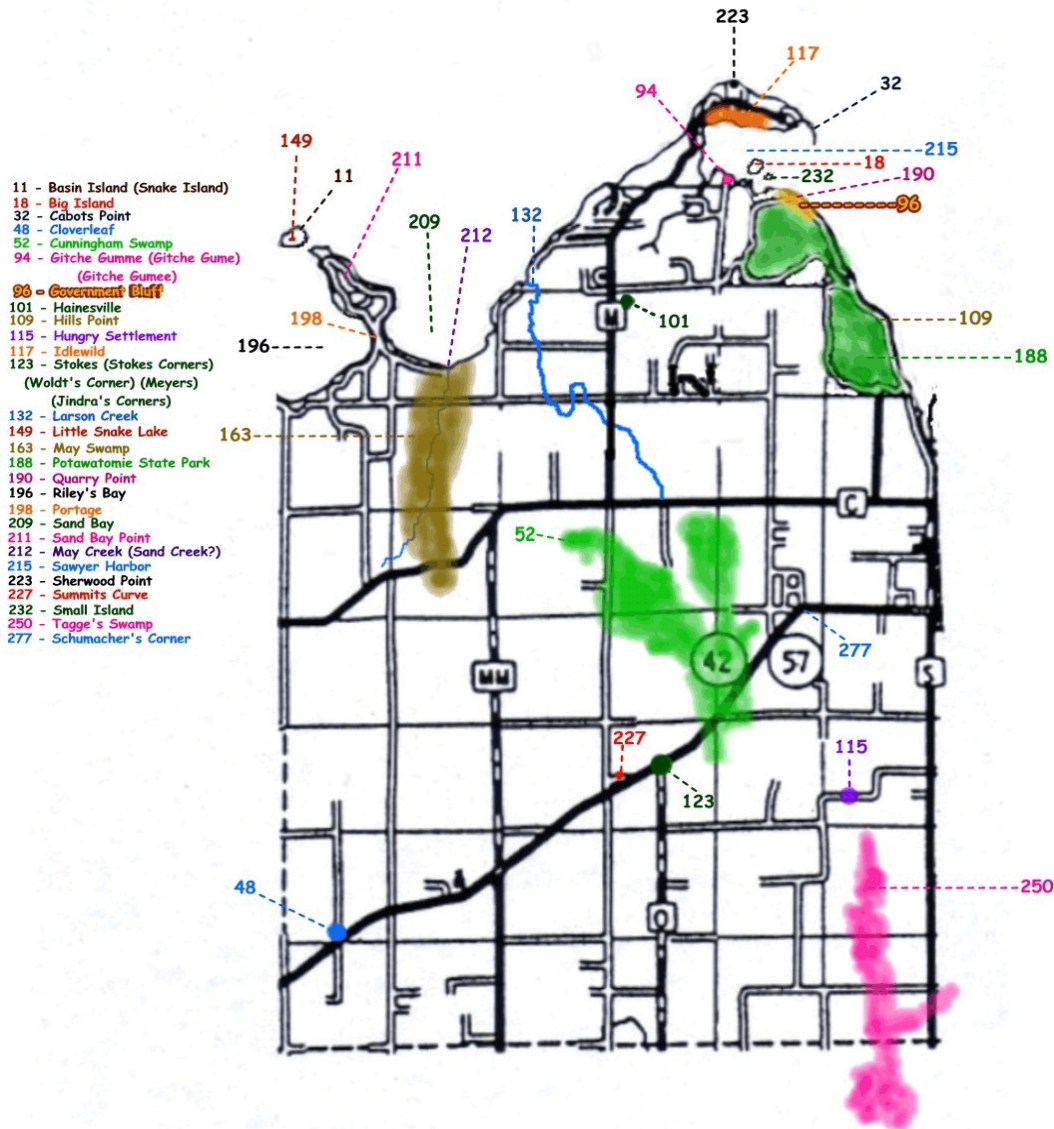 223
117
94
32
149
215
211
18
11
232
190
11 - Basin Island (Snake Island)
18 - Big Island
32 - Cabots Point
48 - Cloverleaf
52 - Cunningham Swamp
94 - Gitche Gumme (Gitche Gume)
(Gitche Gumee)
96 - Government Bluff
101 - Hainesville
109 - Hills Point
115 - Hungry Settlement
117 - Idlewild
123 - Stokes (Stokes Corners)
(Woldt's Corner) (Meyers)
(Jindra's Corners)
132 - Larson Creek
149 - Little Snake Lake
163 - May Swamp
188 - Potawatomie State Park
190 - Quarry Point
196 - Riley's Bay
198 - Portage
209 - Sand Bay
211 - Sand Bay Point
212 - May Creek (Sand Creek?)
215 - Sawyer Harbor
223 - Sherwood Point
227 - Summits Curve
232 - Small Island
250 - Tagge's Swamp
277 - Schumacher's Corner
96
132
209
212
198
M
101
109
196
188
163
C
52
42
57
277
MM
S
227
115
123
48
250
O